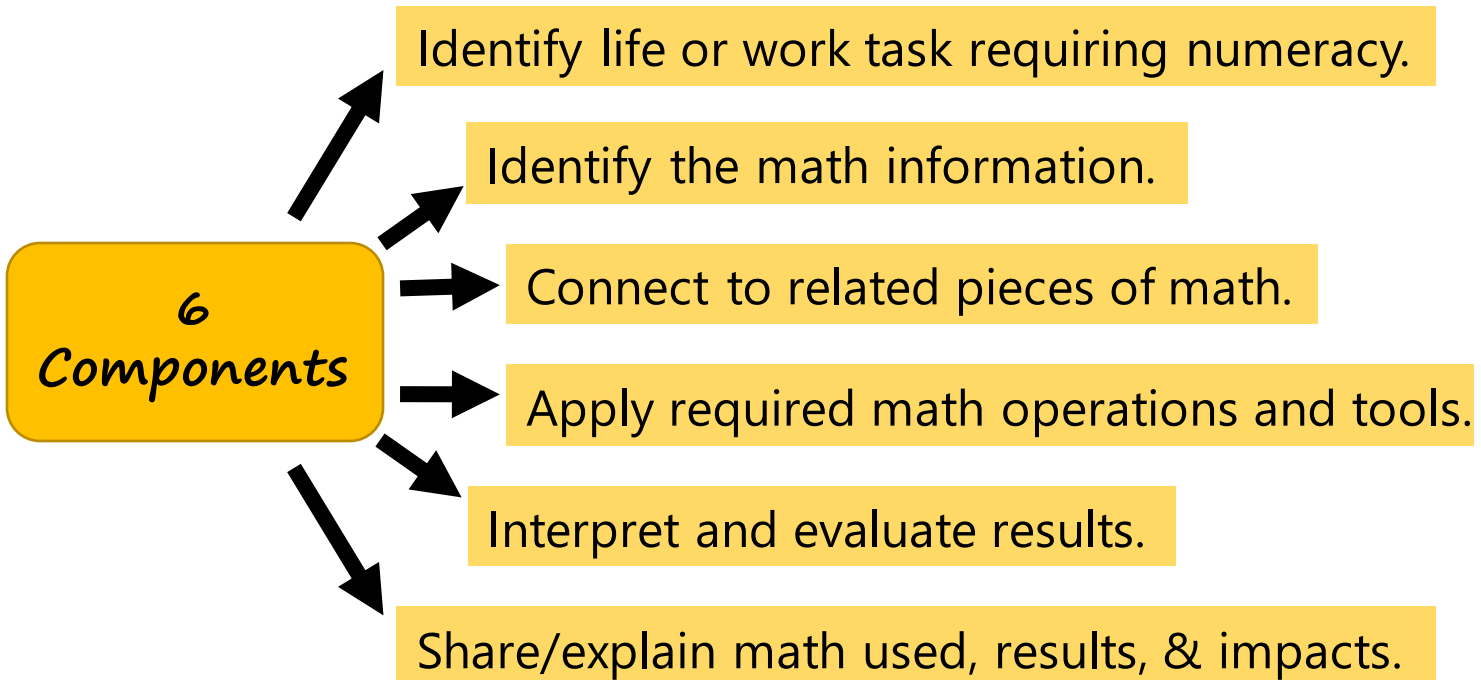 Identify life or work task requiring numeracy.
Identify the math information.
6
Components
Connect to related pieces of math.
Apply required math operations and tools.
Interpret and evaluate results.
Share/explain math used, results, & impacts.